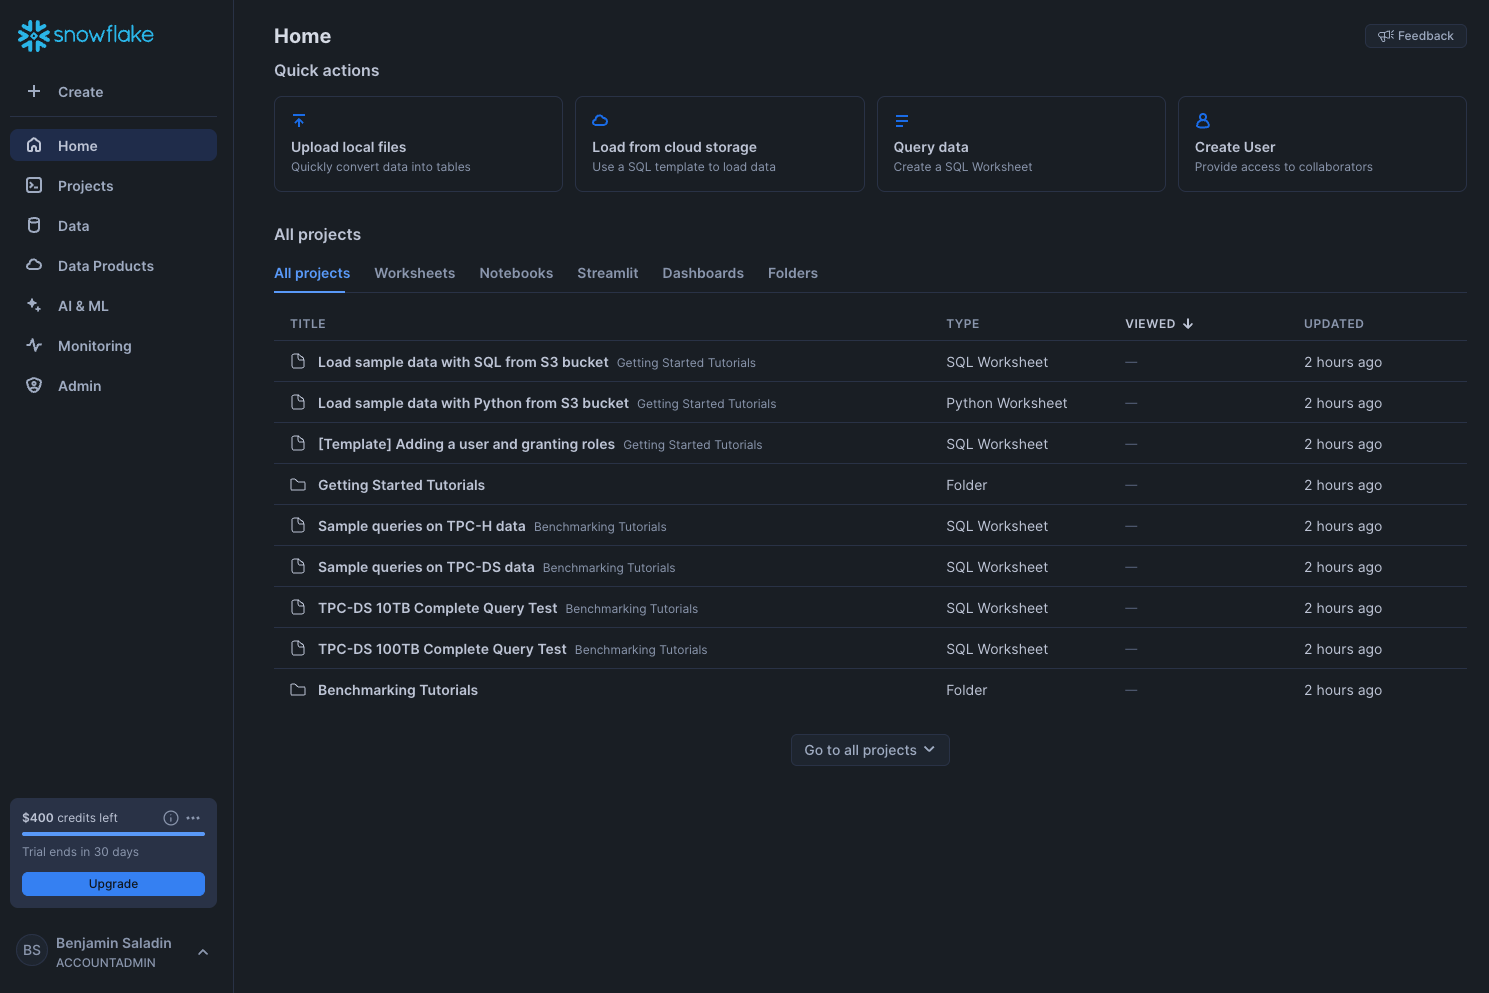 snowflake
Create
Home
Projects
Data
Data Products
AI & ML
Monitoring
Admin
$400 credits left
Trial ends in 30 days
Upgrade
BS
Benjamin Saladin
ACCOUNTADMIN
Home
Feedback
Quick actions
Upload local files
Quickly convert data into tables
Load from cloud storage
Use a SQL template to load data
Query data
Create a SQL Worksheet
Create User
Provide access to collaborators
All projects
All projects Worksheets Notebooks Streamlit Dashboards Folders
TITLE TYPE VIEWED UPDATED
Load sample data with SQL from S3 bucket Getting Started Tutorials SQL Worksheet — 2 hours ago
Load sample data with Python from S3 bucket Getting Started Tutorials Python Worksheet — 2 hours ago
[Template] Adding a user and granting roles Getting Started Tutorials SQL Worksheet — 2 hours ago
Getting Started Tutorials Folder — 2 hours ago
Sample queries on TPC-H data Benchmarking Tutorials SQL Worksheet — 2 hours ago
Sample queries on TPC-DS data Benchmarking Tutorials SQL Worksheet — 2 hours ago
TPC-DS 10TB Complete Query Test Benchmarking Tutorials SQL Worksheet — 2 hours ago
TPC-DS 100TB Complete Query Test Benchmarking Tutorials SQL Worksheet — 2 hours ago
Benchmarking Tutorials Folder — 2 hours ago
Go to all projects